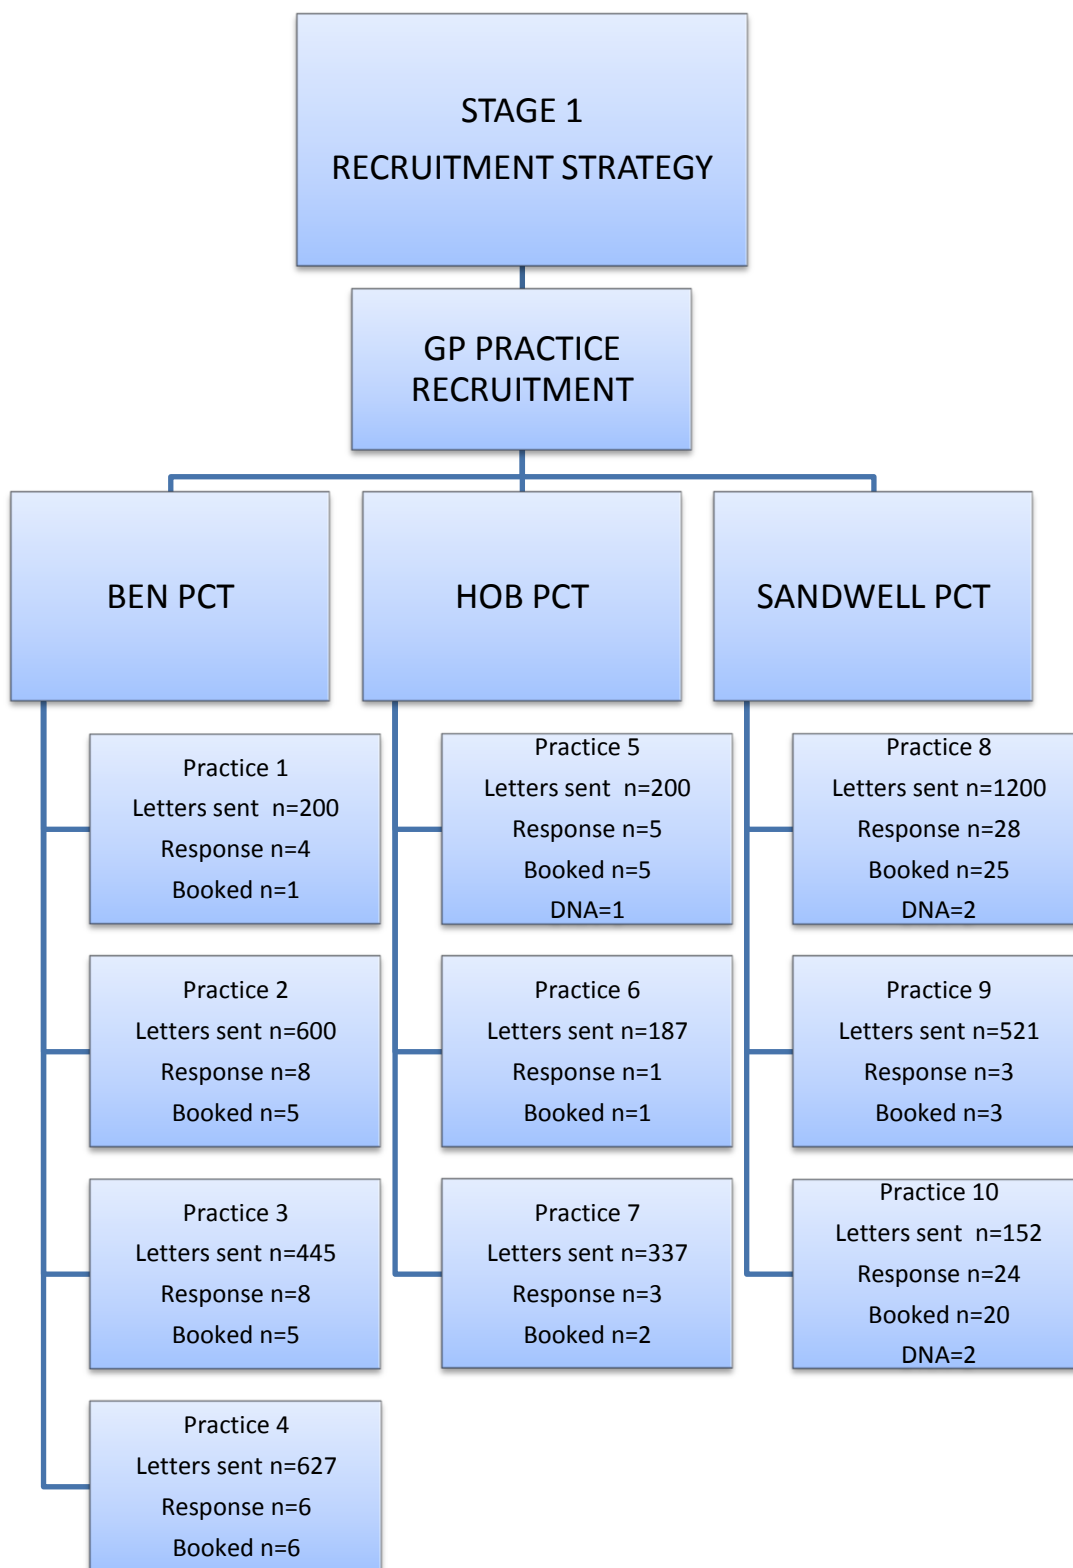 STAGE 1
RECRUITMENT STRATEGY
GP PRACTICE
RECRUITMENT
BEN PCT
Practice 1
Letters sent  n=200
Response n=4
Booked n=1
Practice 2
Letters sent n=600
Response n=8
Booked n=5
Practice 3
Letters sent n=445
Response n=8
Booked n=5
Practice 4
Letters sent n=627
Response n=6
Booked n=6
HOB PCT
Practice 5
Letters sent  n=200
Response n=5
Booked n=5
DNA=1
Practice 6
Letters sent n=187
Response n=1
Booked n=1
Practice 7
Letters sent n=337
Response n=3
Booked n=2
SANDWELL PCT
Practice 8
Letters sent n=1200
Response n=28
Booked n=25
DNA=2
Practice 9
Letters sent n=521
Response n=3
Booked n=3
Practice 10
Letters sent  n=152
Response n=24
Booked n=20
DNA=2